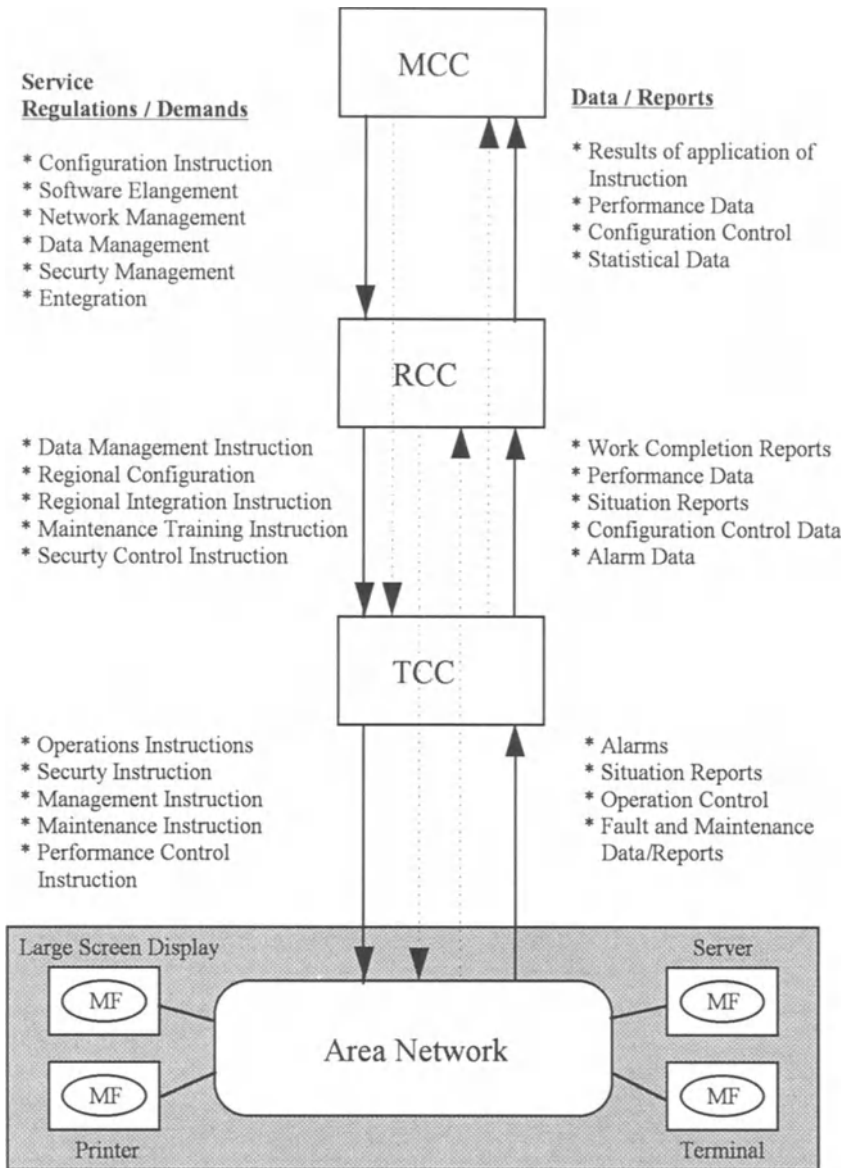 MCC
Service
Regulations / Demands
* Configuration Instruction
* Software Elangement
* Network Management
* Data Management
* Securty Management
* Entegration
Data / Reports
* Results of application of
Instruction
* Performance Data
* Configuration Control
* Statistical Data
RCC
* Data Management Instruction
* Regional Configuration
* Regional Integration Instruction
* Maintenance Training Instruction
* Securty Control Instruction
* Work Completion Reports
* Performance Data
* Situation Reports
* Configuration Control Data
* Alarm Data
TCC
* Operations Instructions
* Securty Instruction
* Management Instruction
* Maintenance Instruction
* Performance Control
Instruction
* Alarms
* Situation Reports
* Operation Control
* Fault and Maintenance
Data/Reports
Large Screen Display
Server
MF
MF
Area Network
MF
MF
Printer
Terminal